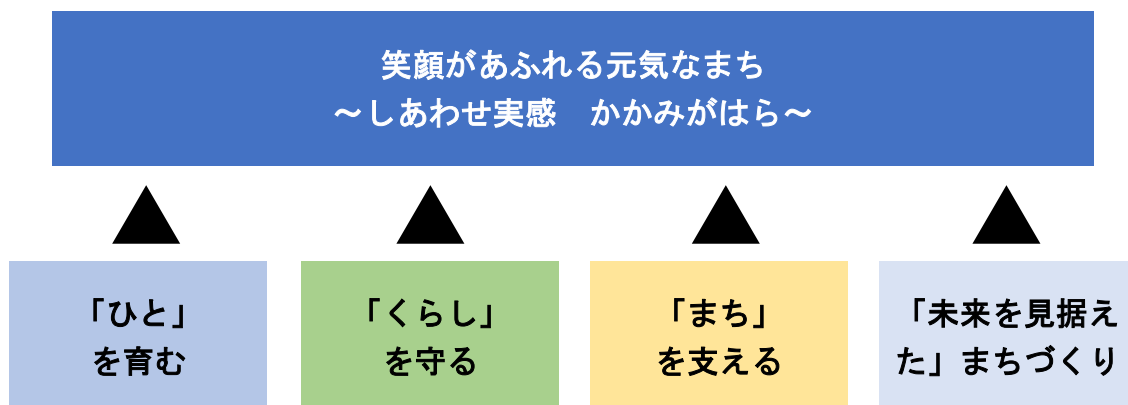 笑顔があふれる元気なまち
～しあわせ実感　かかみがはら～
「ひと」
を育む
「くらし」
を守る
「まち」
を支える
「未来を見据え
た」まちづくり